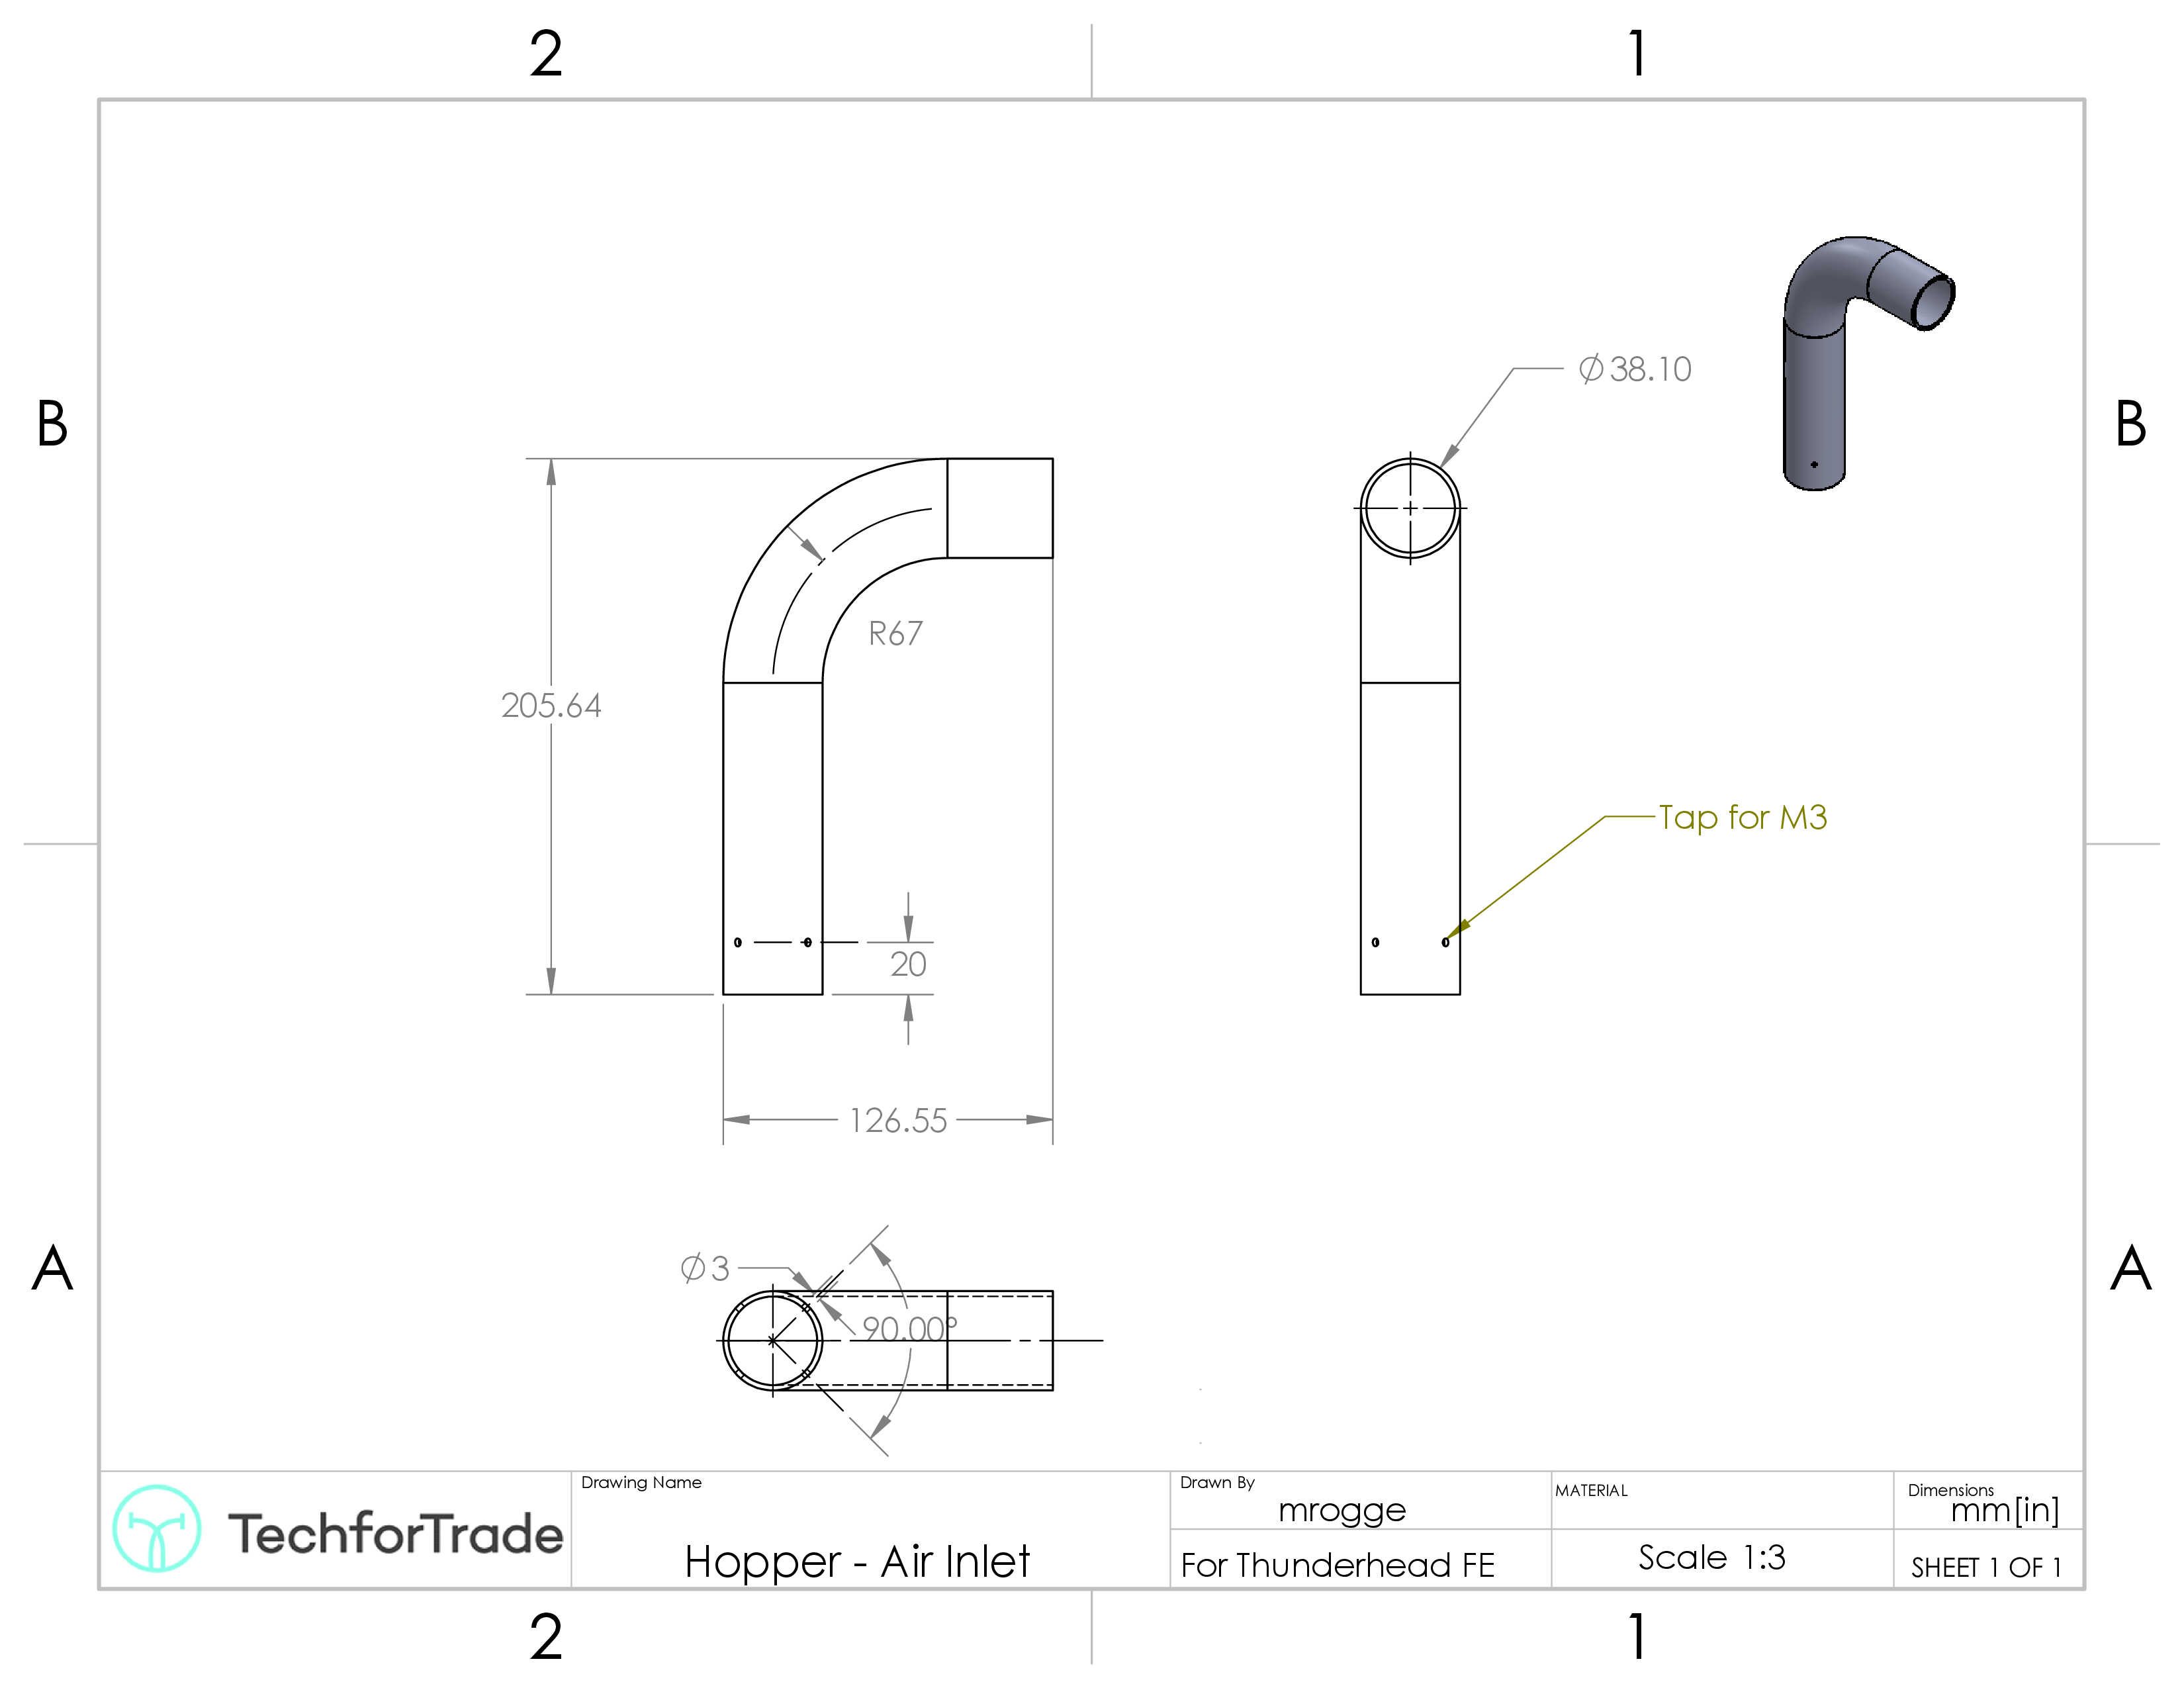 2
1
B
B
⌀38.10
R67
205.64
Tap for M3
20
126.55
A
A
⌀3
90.00°
TechforTrade
Drawing Name
Hopper - Air Inlet
Drawn By
mrogge
For Thunderhead FE
MATERIAL
Scale 1:3
Dimensions
mm[in]
SHEET 1 OF 1
2
1